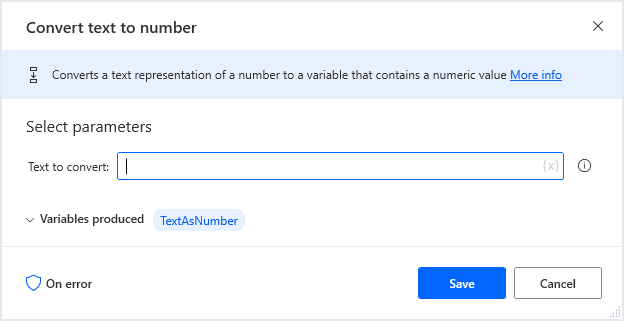 Convert text to number
Converts a text representation of a number to a variable that contains a numeric value More info
Select parameters
Text to convert: {x}
Variables produced TextAsNumber
On error Save Cancel